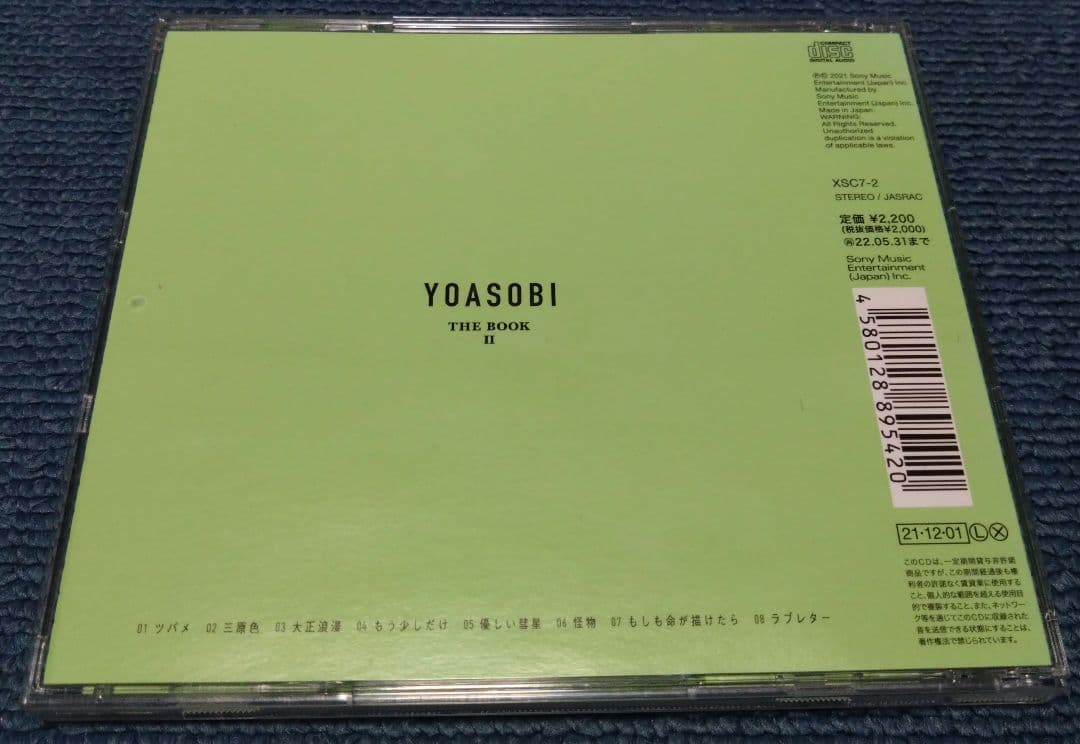 COMPACT
disc
DIGITAL AUDIO
Ⓟ© 2021 Sony Music
Entertainment (Japan) Inc.
Manufactured by
Sony Music
Entertainment (Japan) Inc.
Made in Japan
WARNING:
All Rights Reserved.
Unauthorized
duplication is a violation
of applicable laws.
XSC7-2
STEREO / JASRAC
定価 ¥2,200
(税抜価格¥2,000)
㋚22.05.31まで
Sony Music
Entertainment
(Japan) Inc.
4 580128 895420
YOASOBI
THE BOOK
II
21・12・01 Ⓛ Ⓧ
このCDは、一定期間貸与非許諾
商品ですが、この期間経過後も権
利者の許諾なく賃貸業に使用する
こと、個人的な範囲を超える使用目
的で複製すること、また、ネットワー
ク等を通じてこのCDに収録された
音を送信できる状態にすることは、
著作権法で禁じられています。
01 ツバメ 02 三原色 03 大正浪漫 04 もう少しだけ 05 優しい彗星 06 怪物 07 もしも命が描けたら 08 ラブレター